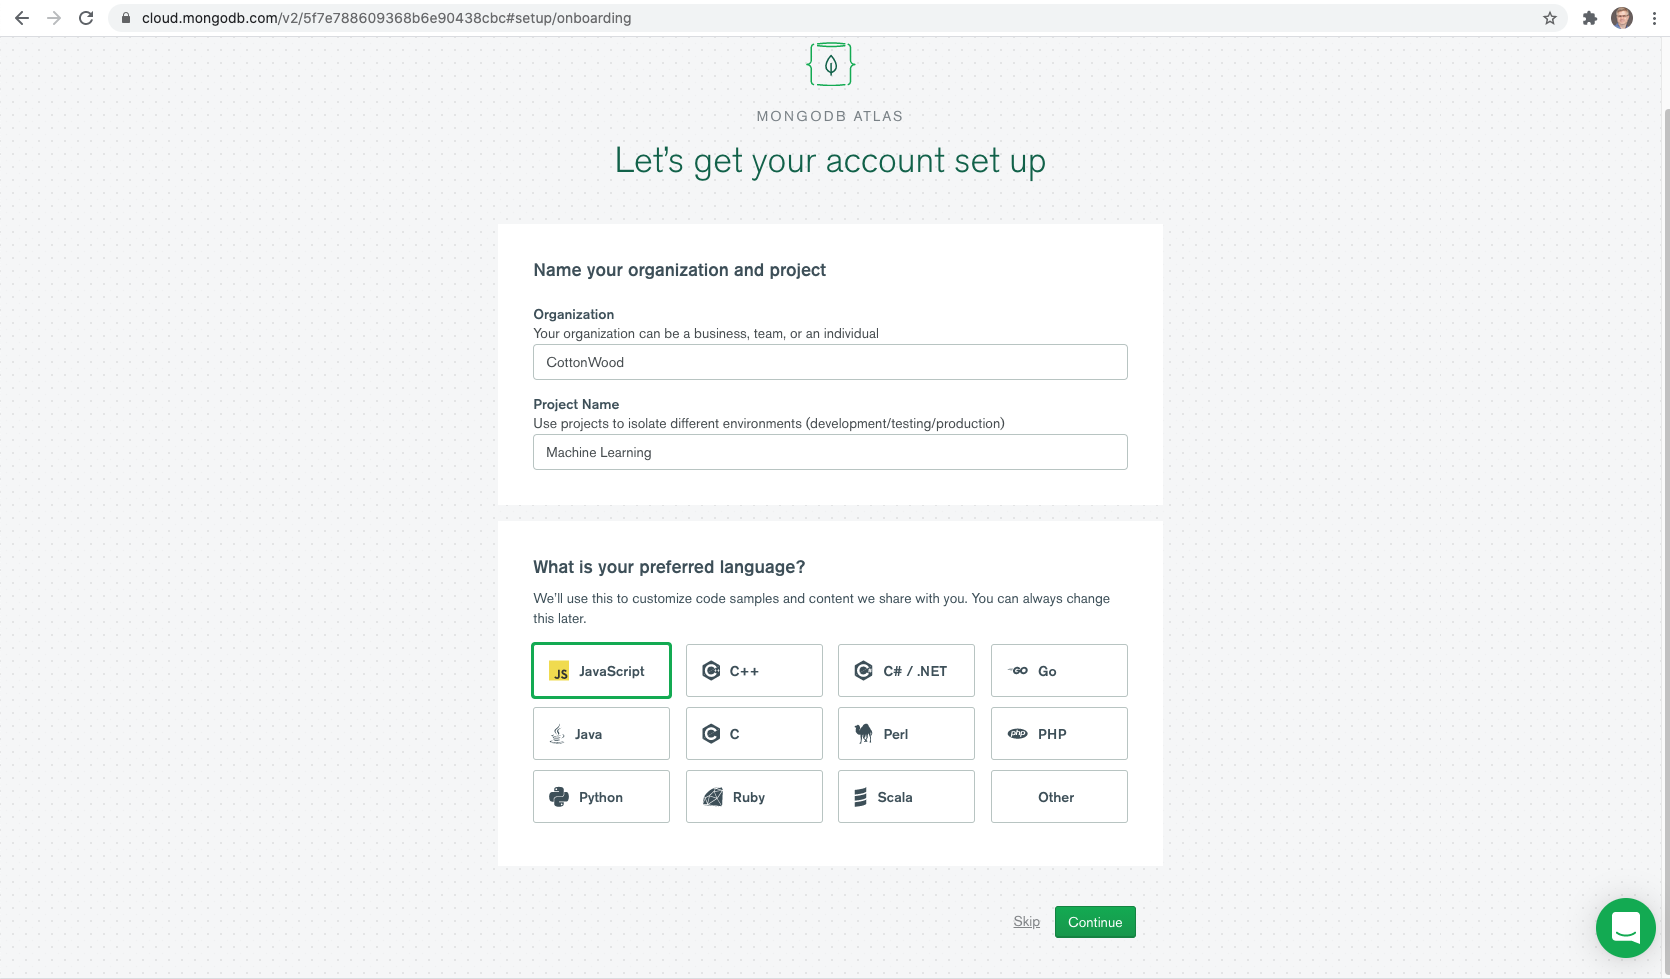 cloud.mongodb.com/v2/5f7e788609368b6e90438cbc#setup/onboarding
MONGODB ATLAS
Let's get your account set up
Name your organization and project
Organization
Your organization can be a business, team, or an individual
CottonWood
Project Name
Use projects to isolate different environments (development/testing/production)
Machine Learning
What is your preferred language?
We'll use this to customize code samples and content we share with you. You can always change
this later.
JS JavaScript
C++
C# / .NET
GO Go
Java
C
Perl
php PHP
Python
Ruby
Scala
Other
Skip
Continue